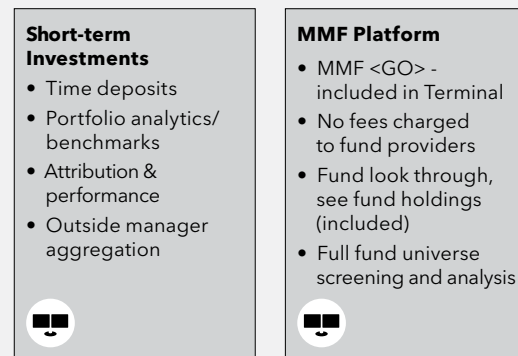 Short-term
Investments
• Time deposits
• Portfolio analytics/
benchmarks
• Attribution &
performance
• Outside manager
aggregation
MMF Platform
• MMF <GO> -
included in Terminal
• No fees charged
to fund providers
• Fund look through,
see fund holdings
(included)
• Full fund universe
screening and analysis